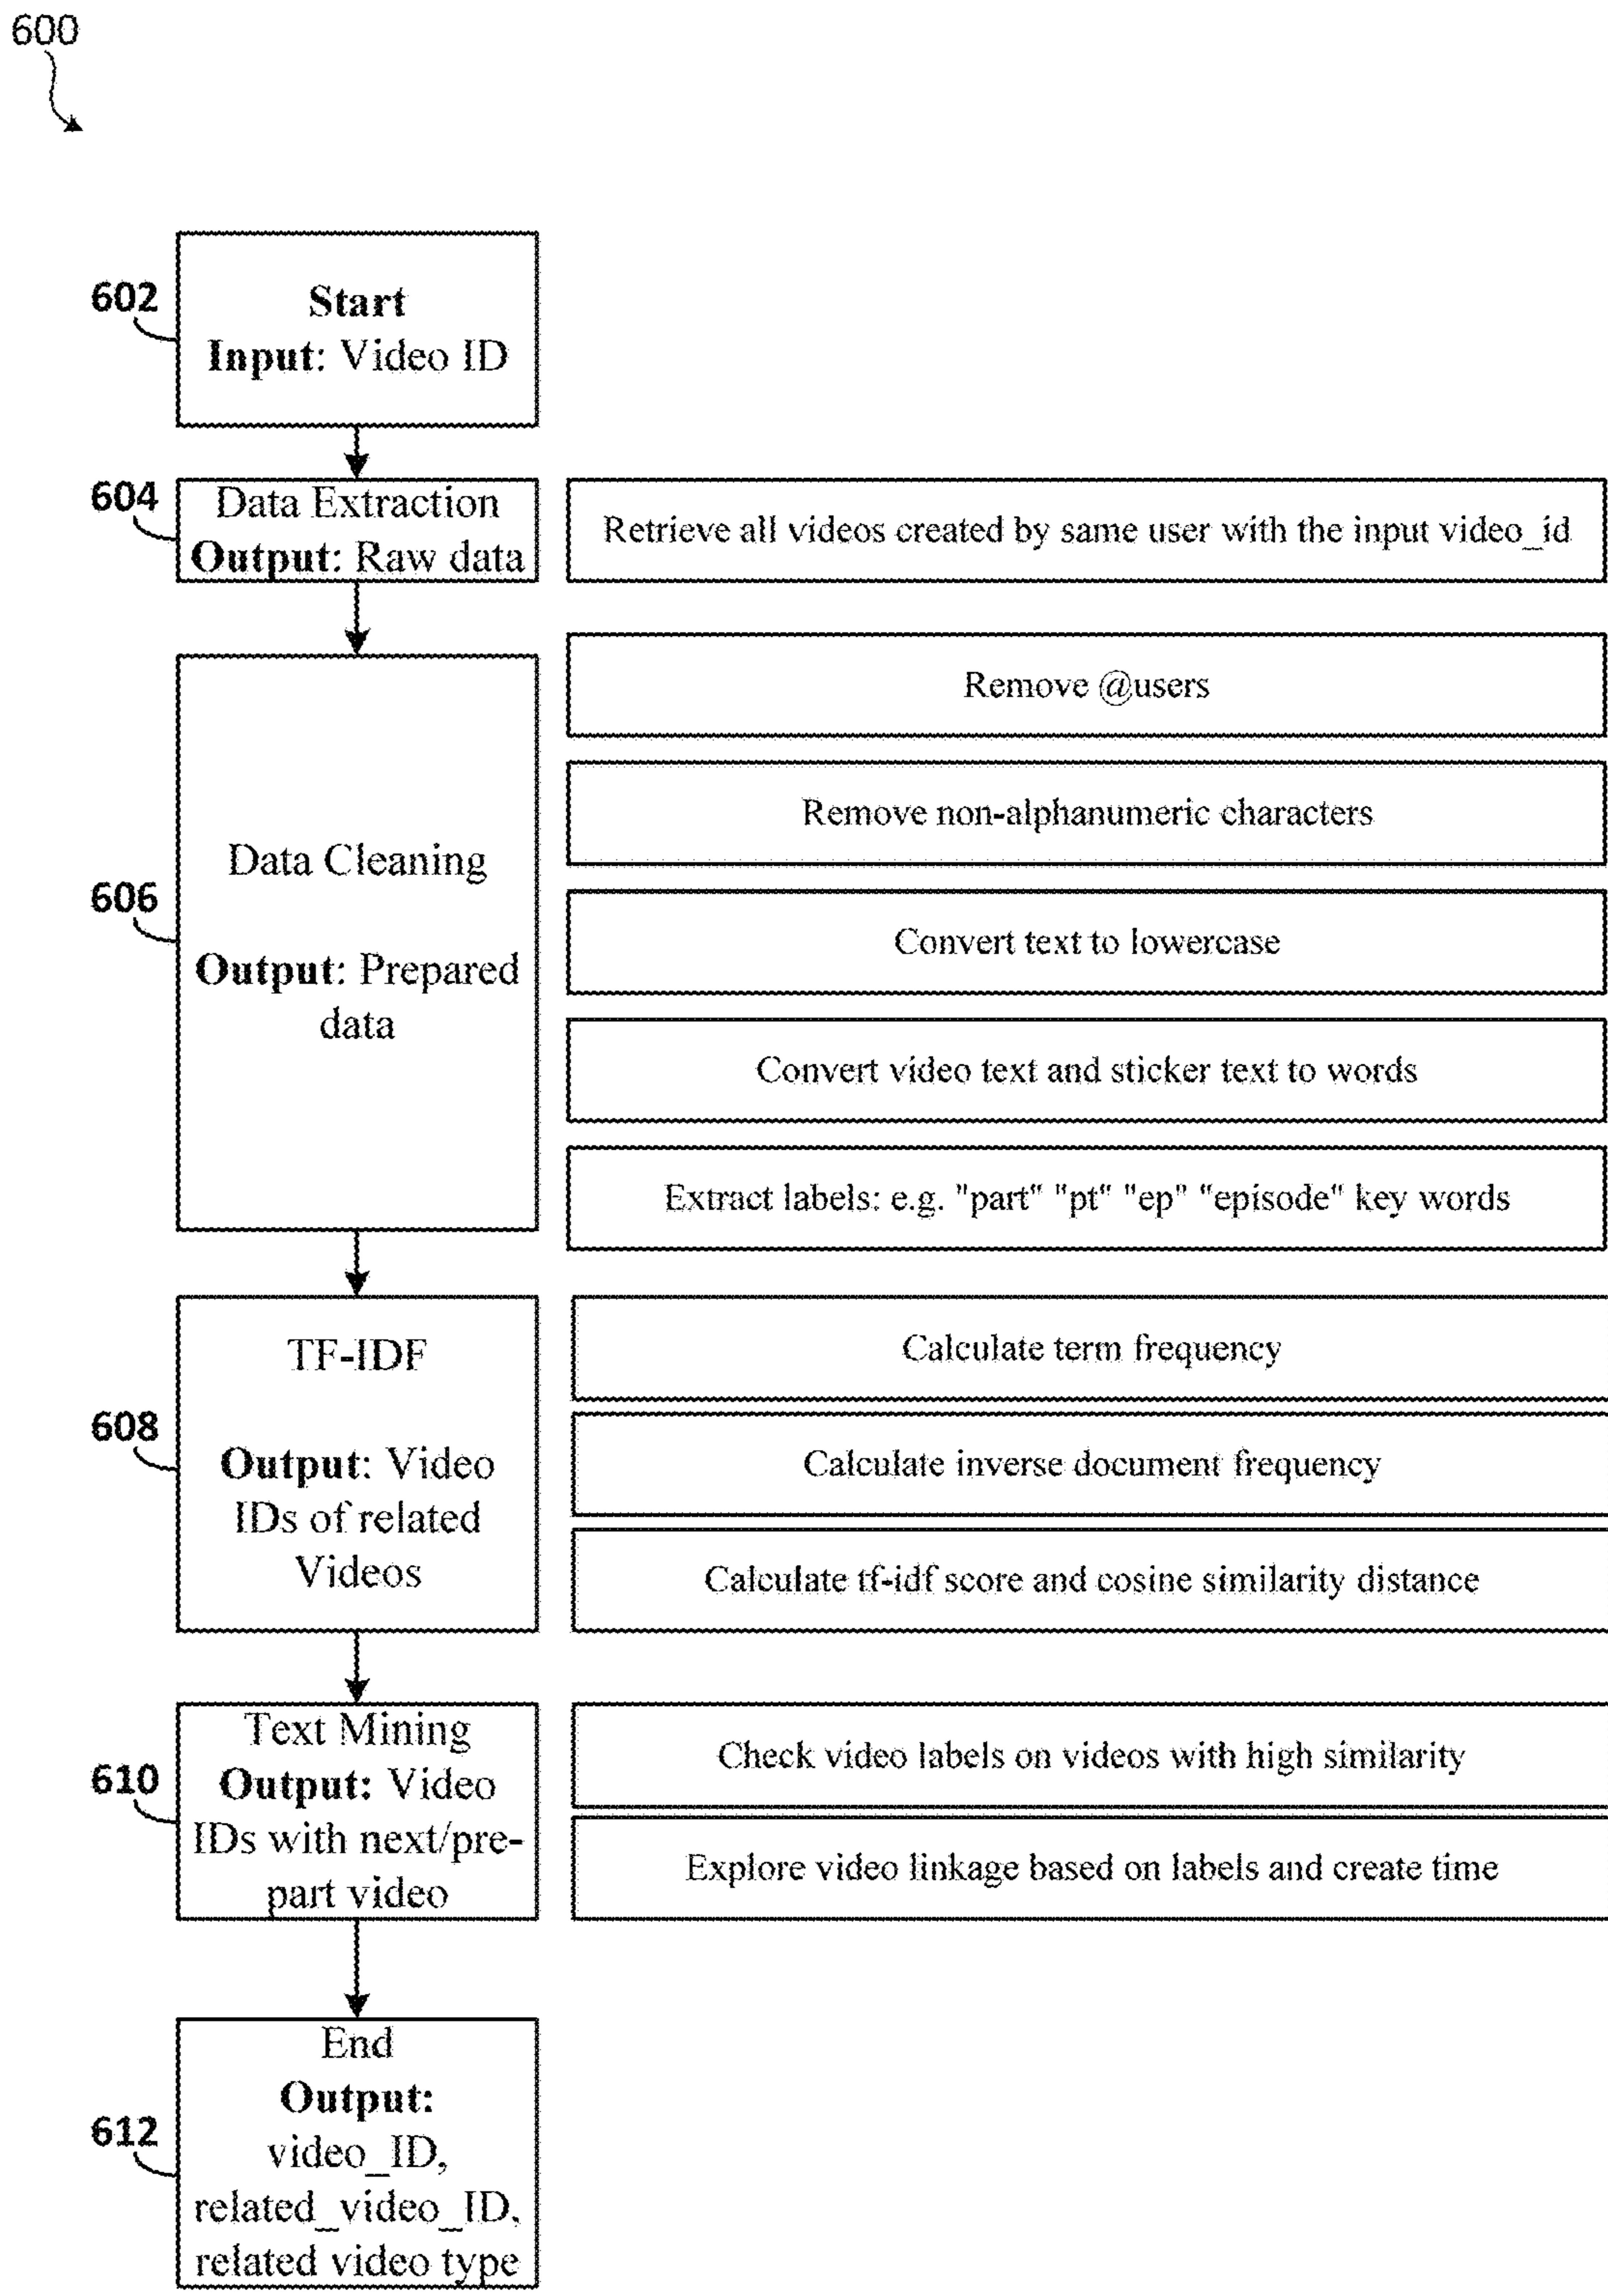 600
602
Start
Input: Video ID
604
Data Extraction
Output: Raw data
Retrieve all videos created by same user with the input video_id
606
Data Cleaning
Output: Prepared
data
Remove @users
Remove non-alphanumeric characters
Convert text to lowercase
Convert video text and sticker text to words
Extract labels: e.g. "part" "pt" "ep" "episode" key words
608
TF-IDF
Output: Video
IDs of related
Videos
Calculate term frequency
Calculate inverse document frequency
Calculate tf-idf score and cosine similarity distance
610
Text Mining
Output: Video
IDs with next/pre-
part video
Check video labels on videos with high similarity
Explore video linkage based on labels and create time
612
End
Output:
video_ID,
related_video_ID,
related video type